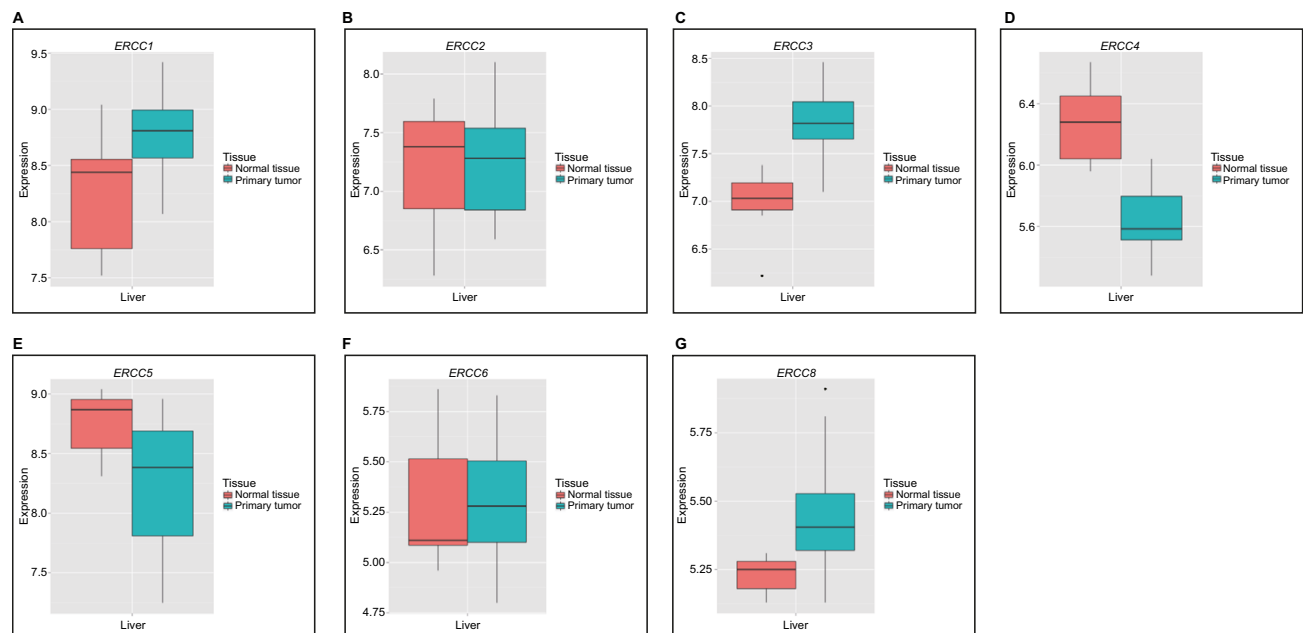 A
ERCC1
9.5
9.0
8.5
8.0
7.5
Expression
Liver
Tissue
Normal tissue
Primary tumor
B
ERCC2
8.0
7.5
7.0
6.5
Expression
Liver
Tissue
Normal tissue
Primary tumor
C
ERCC3
8.5
8.0
7.5
7.0
6.5
Expression
Liver
Tissue
Normal tissue
Primary tumor
D
ERCC4
6.4
6.0
5.6
Expression
Liver
Tissue
Normal tissue
Primary tumor
E
ERCC5
9.0
8.5
8.0
7.5
Expression
Liver
Tissue
Normal tissue
Primary tumor
F
ERCC6
5.75
5.50
5.25
5.00
4.75
Expression
Liver
Tissue
Normal tissue
Primary tumor
G
ERCC8
5.75
5.50
5.25
Expression
Liver
Tissue
Normal tissue
Primary tumor